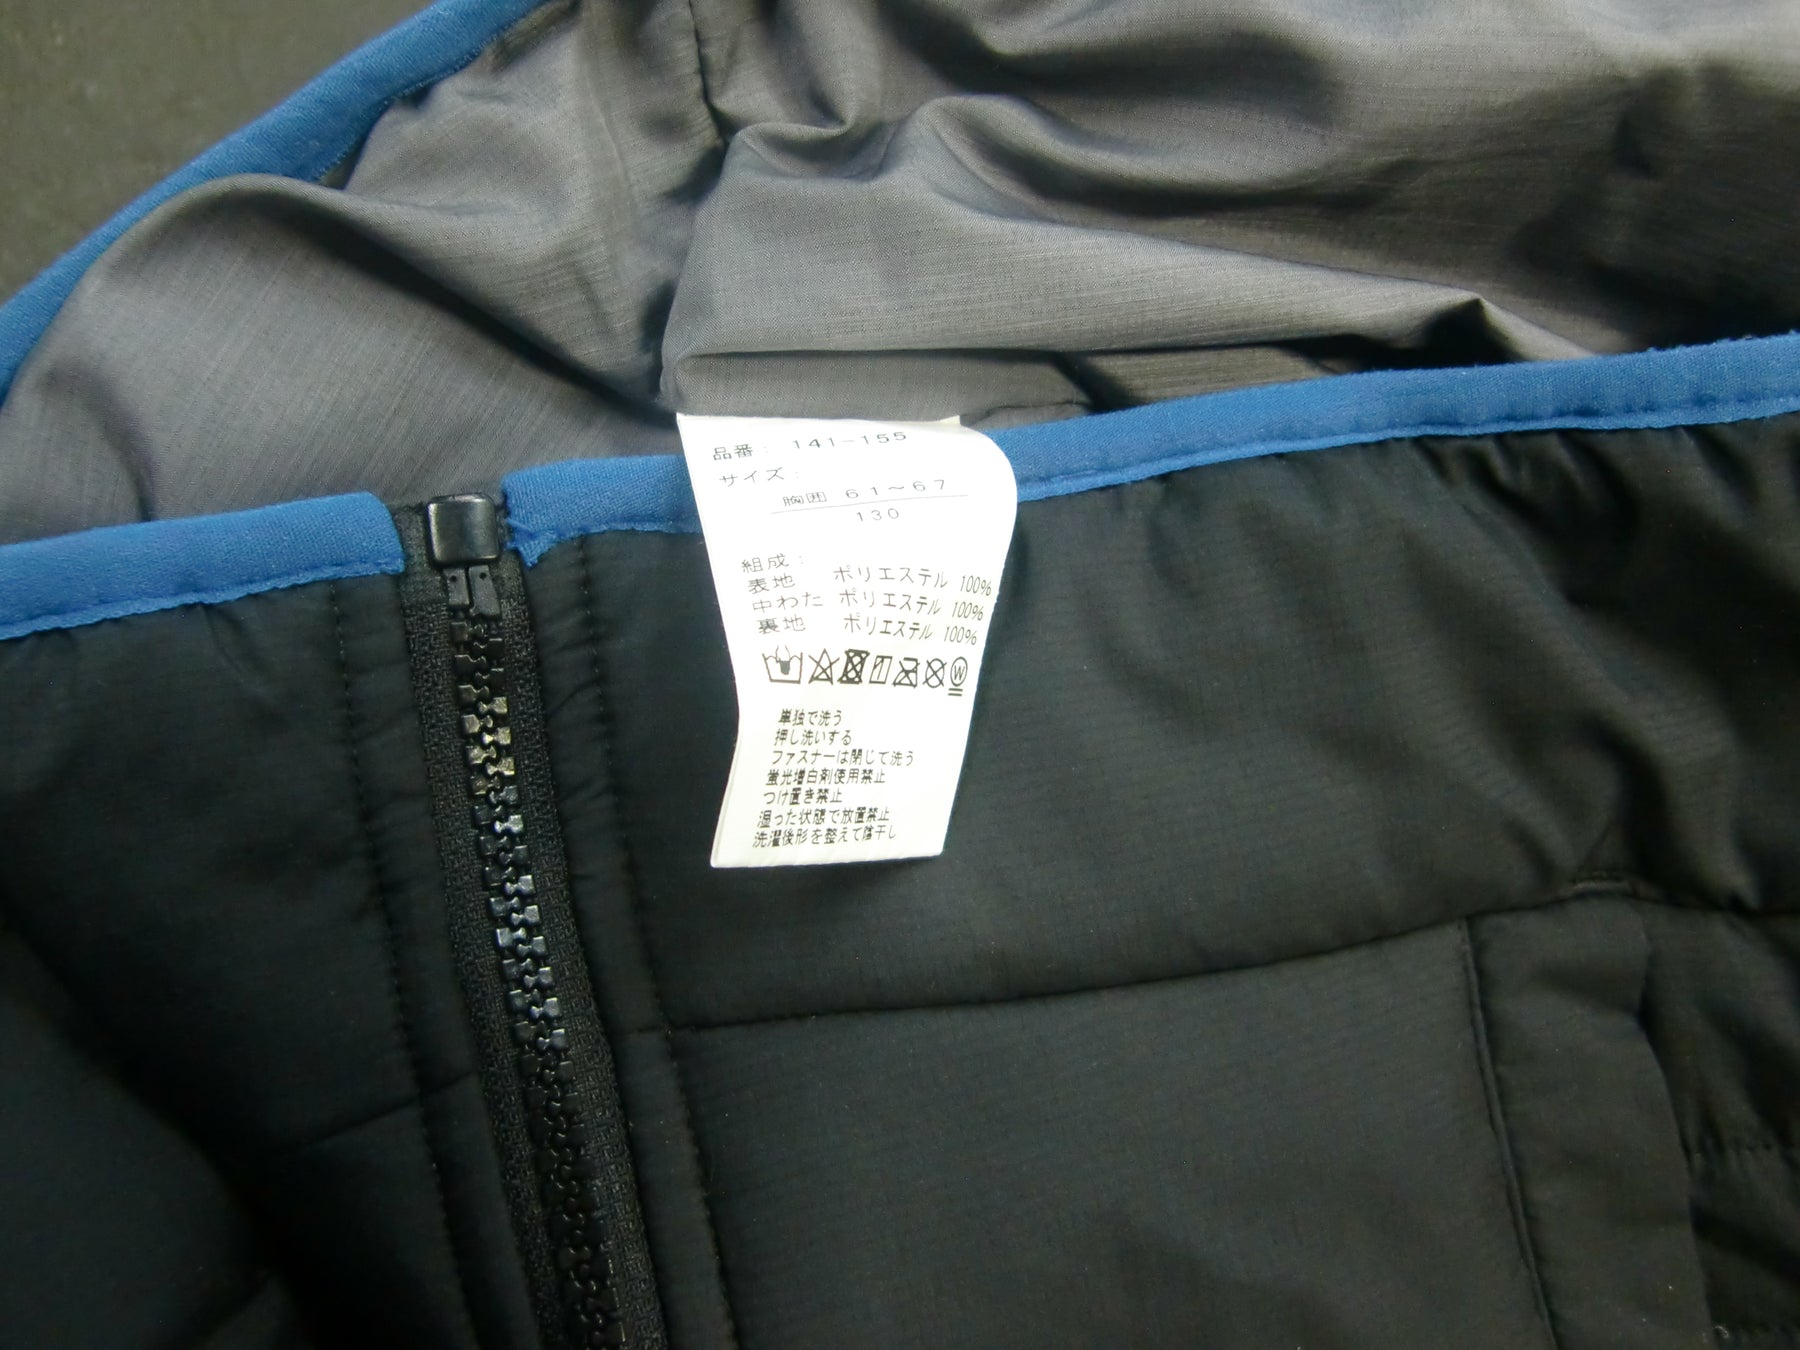 品番： 141-155
サイズ：
胸囲 61〜67
130
組成：
表地 ポリエステル 100%
中わた ポリエステル 100%
裏地 ポリエステル 100%
W
単独で洗う
押し洗いする
ファスナーは閉じて洗う
蛍光増白剤使用禁止
つけ置き禁止
湿った状態で放置禁止
洗濯後形を整えて陰干し